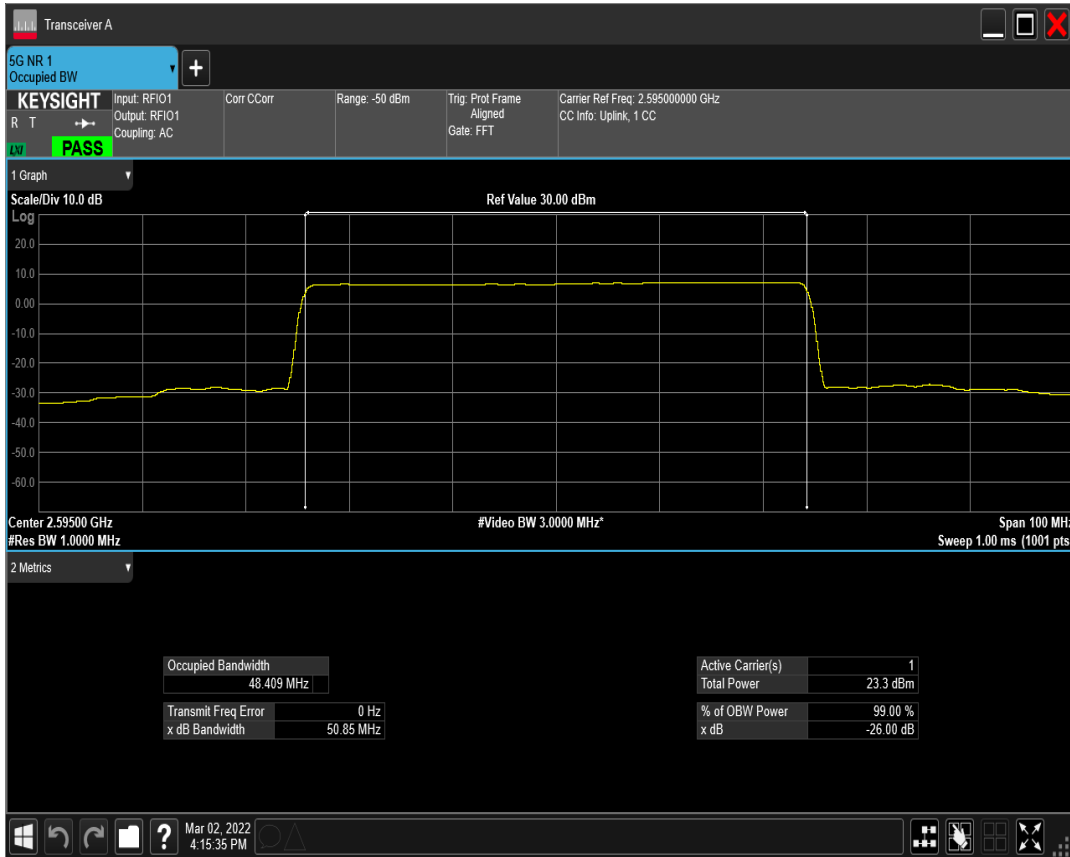 Transceiver A
5G NR 1
Occupied BW
KEYSIGHT
R T
LXI
PASS
Input: RFIO1
Output: RFIO1
Coupling: AC
Corr CCorr
Range: -50 dBm
Trig: Prot Frame
Aligned
Gate: FFT
Carrier Ref Freq: 2.595000000 GHz
CC Info: Uplink, 1 CC
1 Graph
Scale/Div 10.0 dB
Ref Value 30.00 dBm
Log
20.0
10.0
0.00
-10.0
-20.0
-30.0
-40.0
-50.0
-60.0
Center 2.59500 GHz
#Video BW 3.0000 MHz*
Span 100 MHz
#Res BW 1.0000 MHz
Sweep 1.00 ms (1001 pts
2 Metrics
Occupied Bandwidth
48.409 MHz
Transmit Freq Error 0 Hz
x dB Bandwidth 50.85 MHz
Active Carrier(s) 1
Total Power 23.3 dBm
% of OBW Power 99.00 %
x dB -26.00 dB
?
Mar 02, 2022
4:15:35 PM